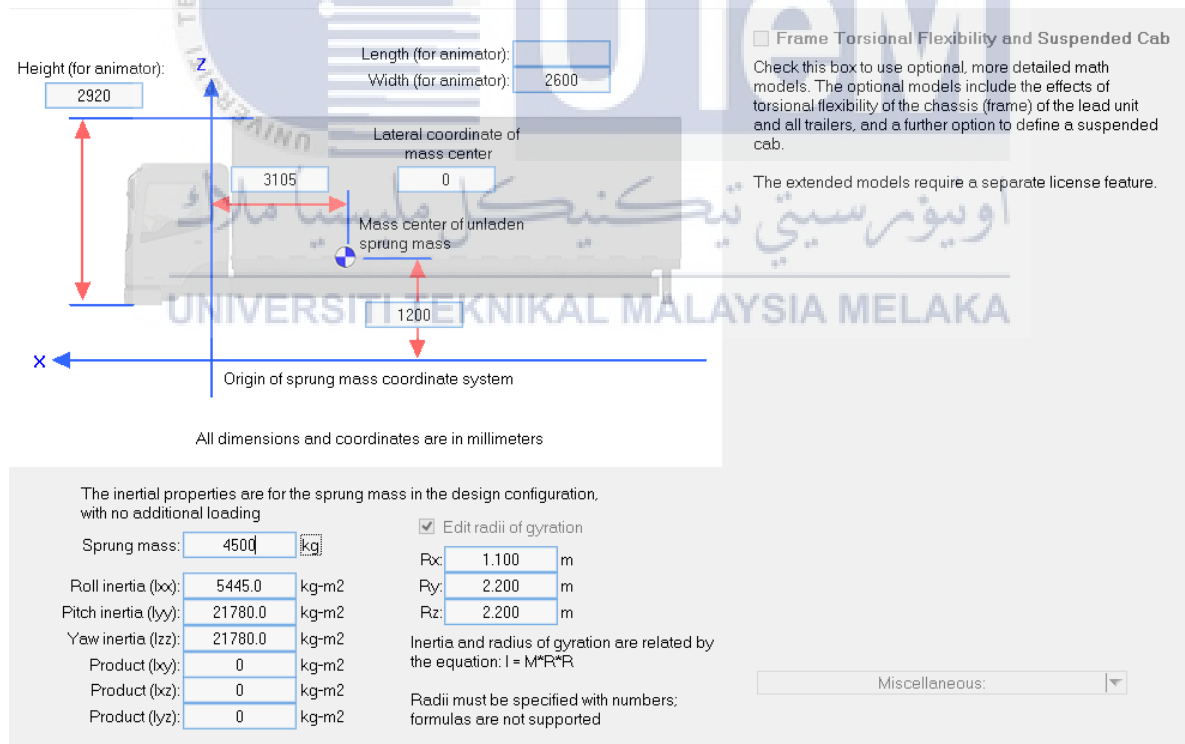 UTeM
UNIVERSITI TE
Length (for animator):
Width (for animator): 2600
Height (for animator):
2920
Z
Lateral coordinate of
mass center
3105
0
Mass center of unladen
sprung mass
1200
X
Origin of sprung mass coordinate system
All dimensions and coordinates are in millimeters
Frame Torsional Flexibility and Suspended Cab
Check this box to use optional, more detailed math
models. The optional models include the effects of
torsional flexibility of the chassis (frame) of the lead unit
and all trailers, and a further option to define a suspended
cab.
The extended models require a separate license feature.
اونيورسيتي تيكنيكل مليسيا ملاك
UNIVERSITI TEKNIKAL MALAYSIA MELAKA
The inertial properties are for the sprung mass in the design configuration,
with no additional loading
Sprung mass: 4500 kg
Roll inertia (Ixx): 5445.0 kg-m2
Pitch inertia (Iyy): 21780.0 kg-m2
Yaw inertia (Izz): 21780.0 kg-m2
Product (Ixy): 0 kg-m2
Product (Ixz): 0 kg-m2
Product (Iyz): 0 kg-m2
Edit radii of gyration
Rx: 1.100 m
Ry: 2.200 m
Rz: 2.200 m
Inertia and radius of gyration are related by
the equation: I = M*R*R
Radii must be specified with numbers;
formulas are not supported
Miscellaneous: